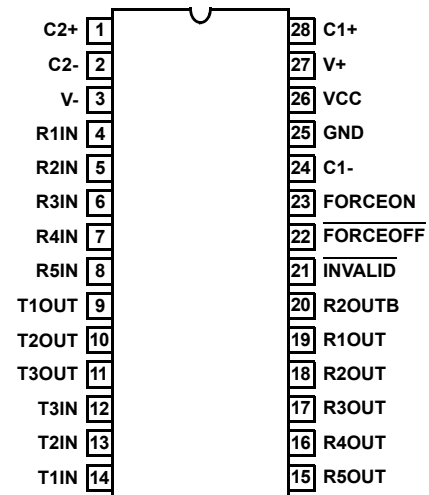 C2+ 1 28 C1+
C2- 2 27 V+
V- 3 26 VCC
R1IN 4 25 GND
R2IN 5 24 C1-
R3IN 6 23 FORCEON
R4IN 7 22 FORCEOFF
R5IN 8 21 INVALID
T1OUT 9 20 R2OUTB
T2OUT 10 19 R1OUT
T3OUT 11 18 R2OUT
T3IN 12 17 R3OUT
T2IN 13 16 R4OUT
T1IN 14 15 R5OUT